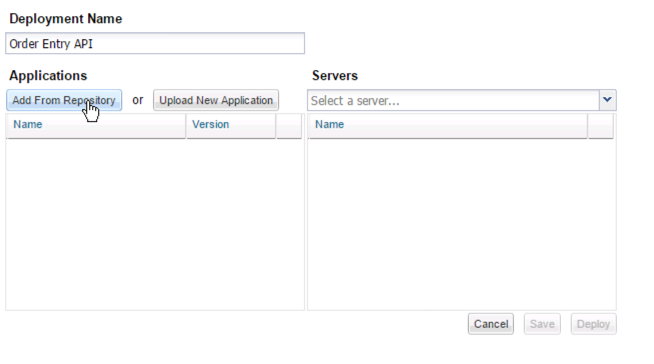 Deployment Name
Order Entry API
Applications
Servers
Add From Repository or Upload New Application
Select a server...
Name Version
Name
Cancel Save Deploy